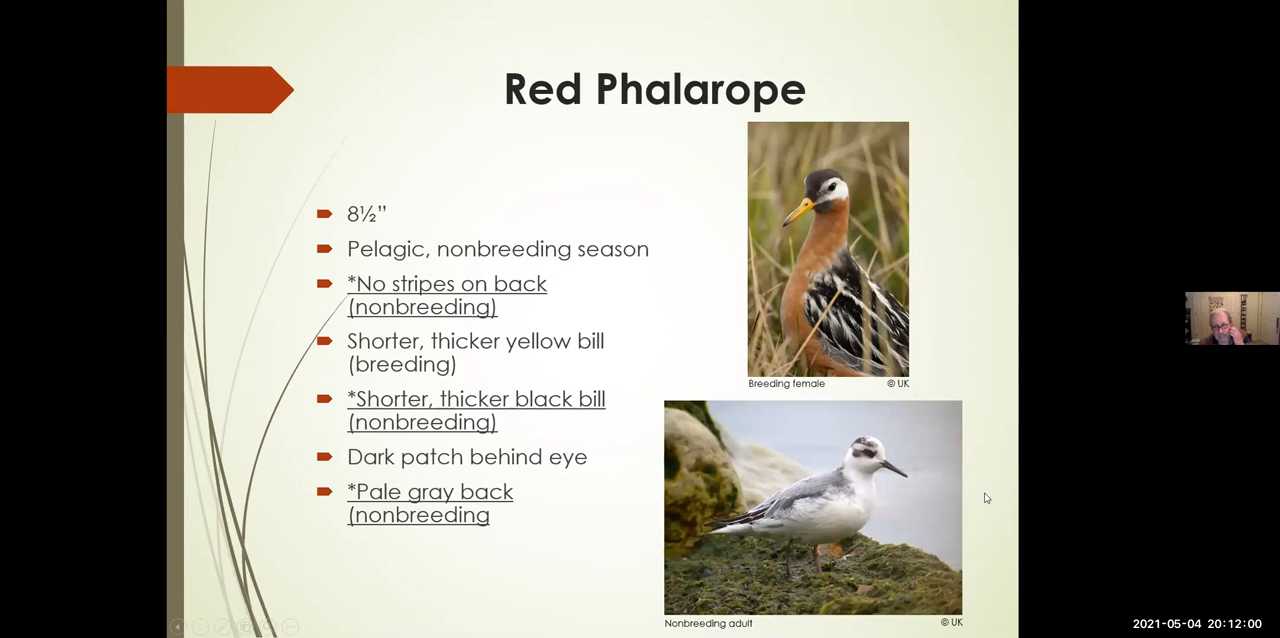 Red Phalarope
8½”
Pelagic, nonbreeding season
*No stripes on back
(nonbreeding)
Shorter, thicker yellow bill
(breeding)
*Shorter, thicker black bill
(nonbreeding)
Dark patch behind eye
*Pale gray back
(nonbreeding
Breeding female © UK
Nonbreeding adult © UK
2021-05-04 20:12:00